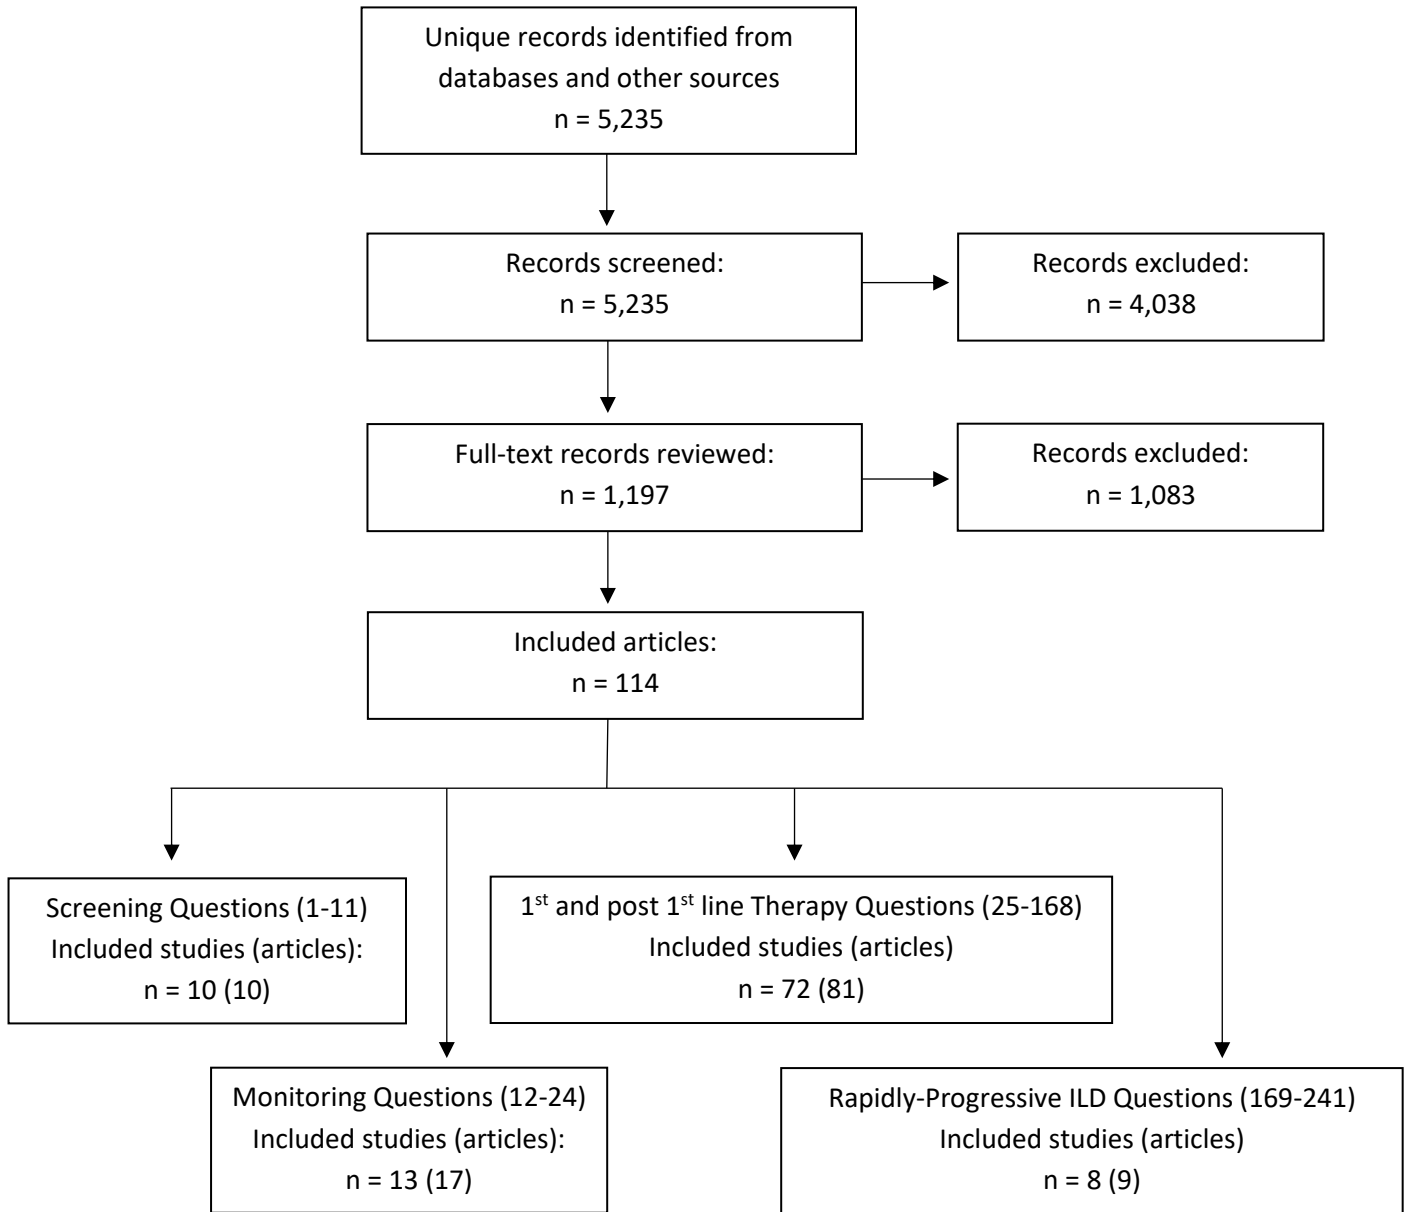 Unique records identified from
databases and other sources
n = 5,235
Records screened:
n = 5,235
Records excluded:
n = 4,038
Full-text records reviewed:
n = 1,197
Records excluded:
n = 1,083
Included articles:
n = 114
Screening Questions (1-11)
Included studies (articles):
n = 10 (10)
1st and post 1st line Therapy Questions (25-168)
Included studies (articles)
n = 72 (81)
Monitoring Questions (12-24)
Included studies (articles):
n = 13 (17)
Rapidly-Progressive ILD Questions (169-241)
Included studies (articles)
n = 8 (9)